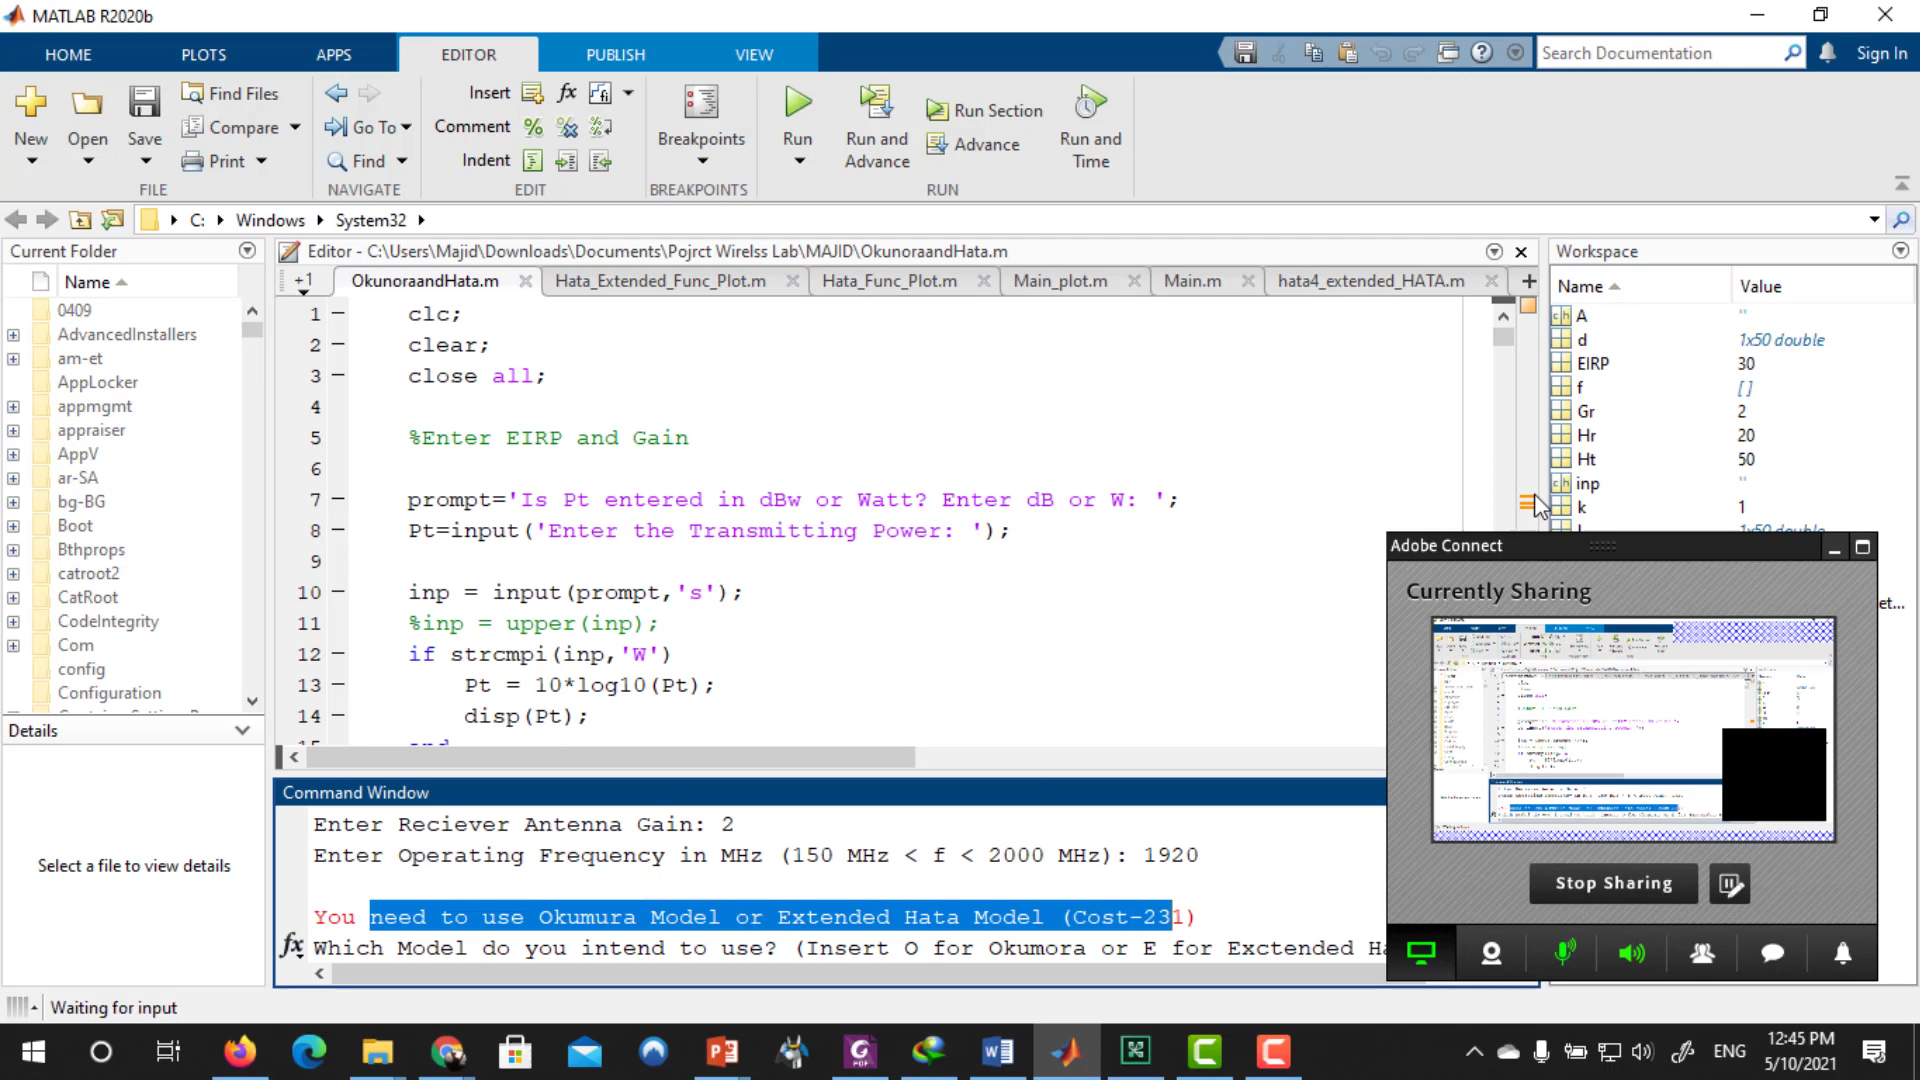 MATLAB R2020b
HOME
PLOTS
APPS
EDITOR
PUBLISH
VIEW
Search Documentation
Sign In
New
Open
Save
Find Files
Compare
Print
FILE
Go To
Find
NAVIGATE
Insert
fx
Comment
Indent
EDIT
Breakpoints
BREAKPOINTS
Run
Run and
Advance
Run Section
Advance
Run and
Time
RUN
C:
Windows
System32
Current Folder
Name
0409
AdvancedInstallers
am-et
AppLocker
appmgmt
appraiser
AppV
ar-SA
bg-BG
Boot
Bthprops
catroot2
CatRoot
CodeIntegrity
Com
config
Configuration
Details
Select a file to view details
Editor - C:\Users\Majid\Downloads\Documents\Pojrct Wirelss Lab\MAJID\OkunoraandHata.m
+1
OkunoraandHata.m
Hata_Extended_Func_Plot.m
Hata_Func_Plot.m
Main_plot.m
Main.m
hata4_extended_HATA.m
1 clc;
2 clear;
3 close all;
4
5 %Enter EIRP and Gain
6
7 prompt='Is Pt entered in dBw or Watt? Enter dB or W: ';
8 Pt=input('Enter the Transmitting Power: ');
9
10 inp = input(prompt,'s');
11 %inp = upper(inp);
12 if strcmpi(inp,'W')
13 Pt = 10*log10(Pt);
14 disp(Pt);
15 end
Command Window
Enter Reciever Antenna Gain: 2
Enter Operating Frequency in MHz (150 MHz < f < 2000 MHz): 1920
You need to use Okumura Model or Extended Hata Model (Cost-231)
fx Which Model do you intend to use? (Insert O for Okumora or E for Exctended
Workspace
Name Value
A ''
d 1x50 double
EIRP 30
f []
Gr 2
Hr 20
Ht 50
inp ''
k 1
1x50 double
et...
Adobe Connect
Currently Sharing
Stop Sharing
Waiting for input
ENG
12:45 PM
5/10/2021